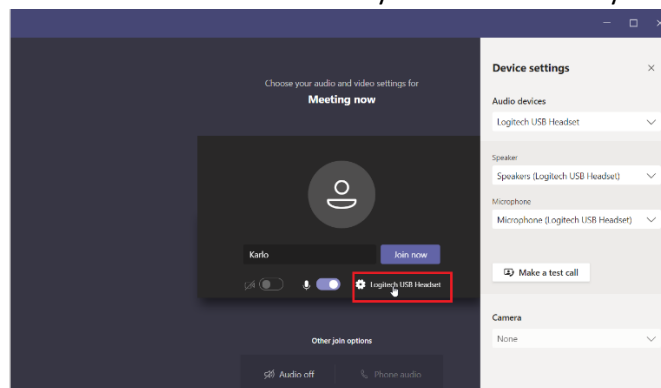 Device settings
Choose your audio and video settings for
Meeting now
Audio devices
Logitech USB Headset
Speaker
Speakers (Logitech USB Headset)
Microphone
Microphone (Logitech USB Headset)
Karlo
Join now
Logitech USB Headset
Make a test call
Camera
None
Other join options
Audio off
Phone audio